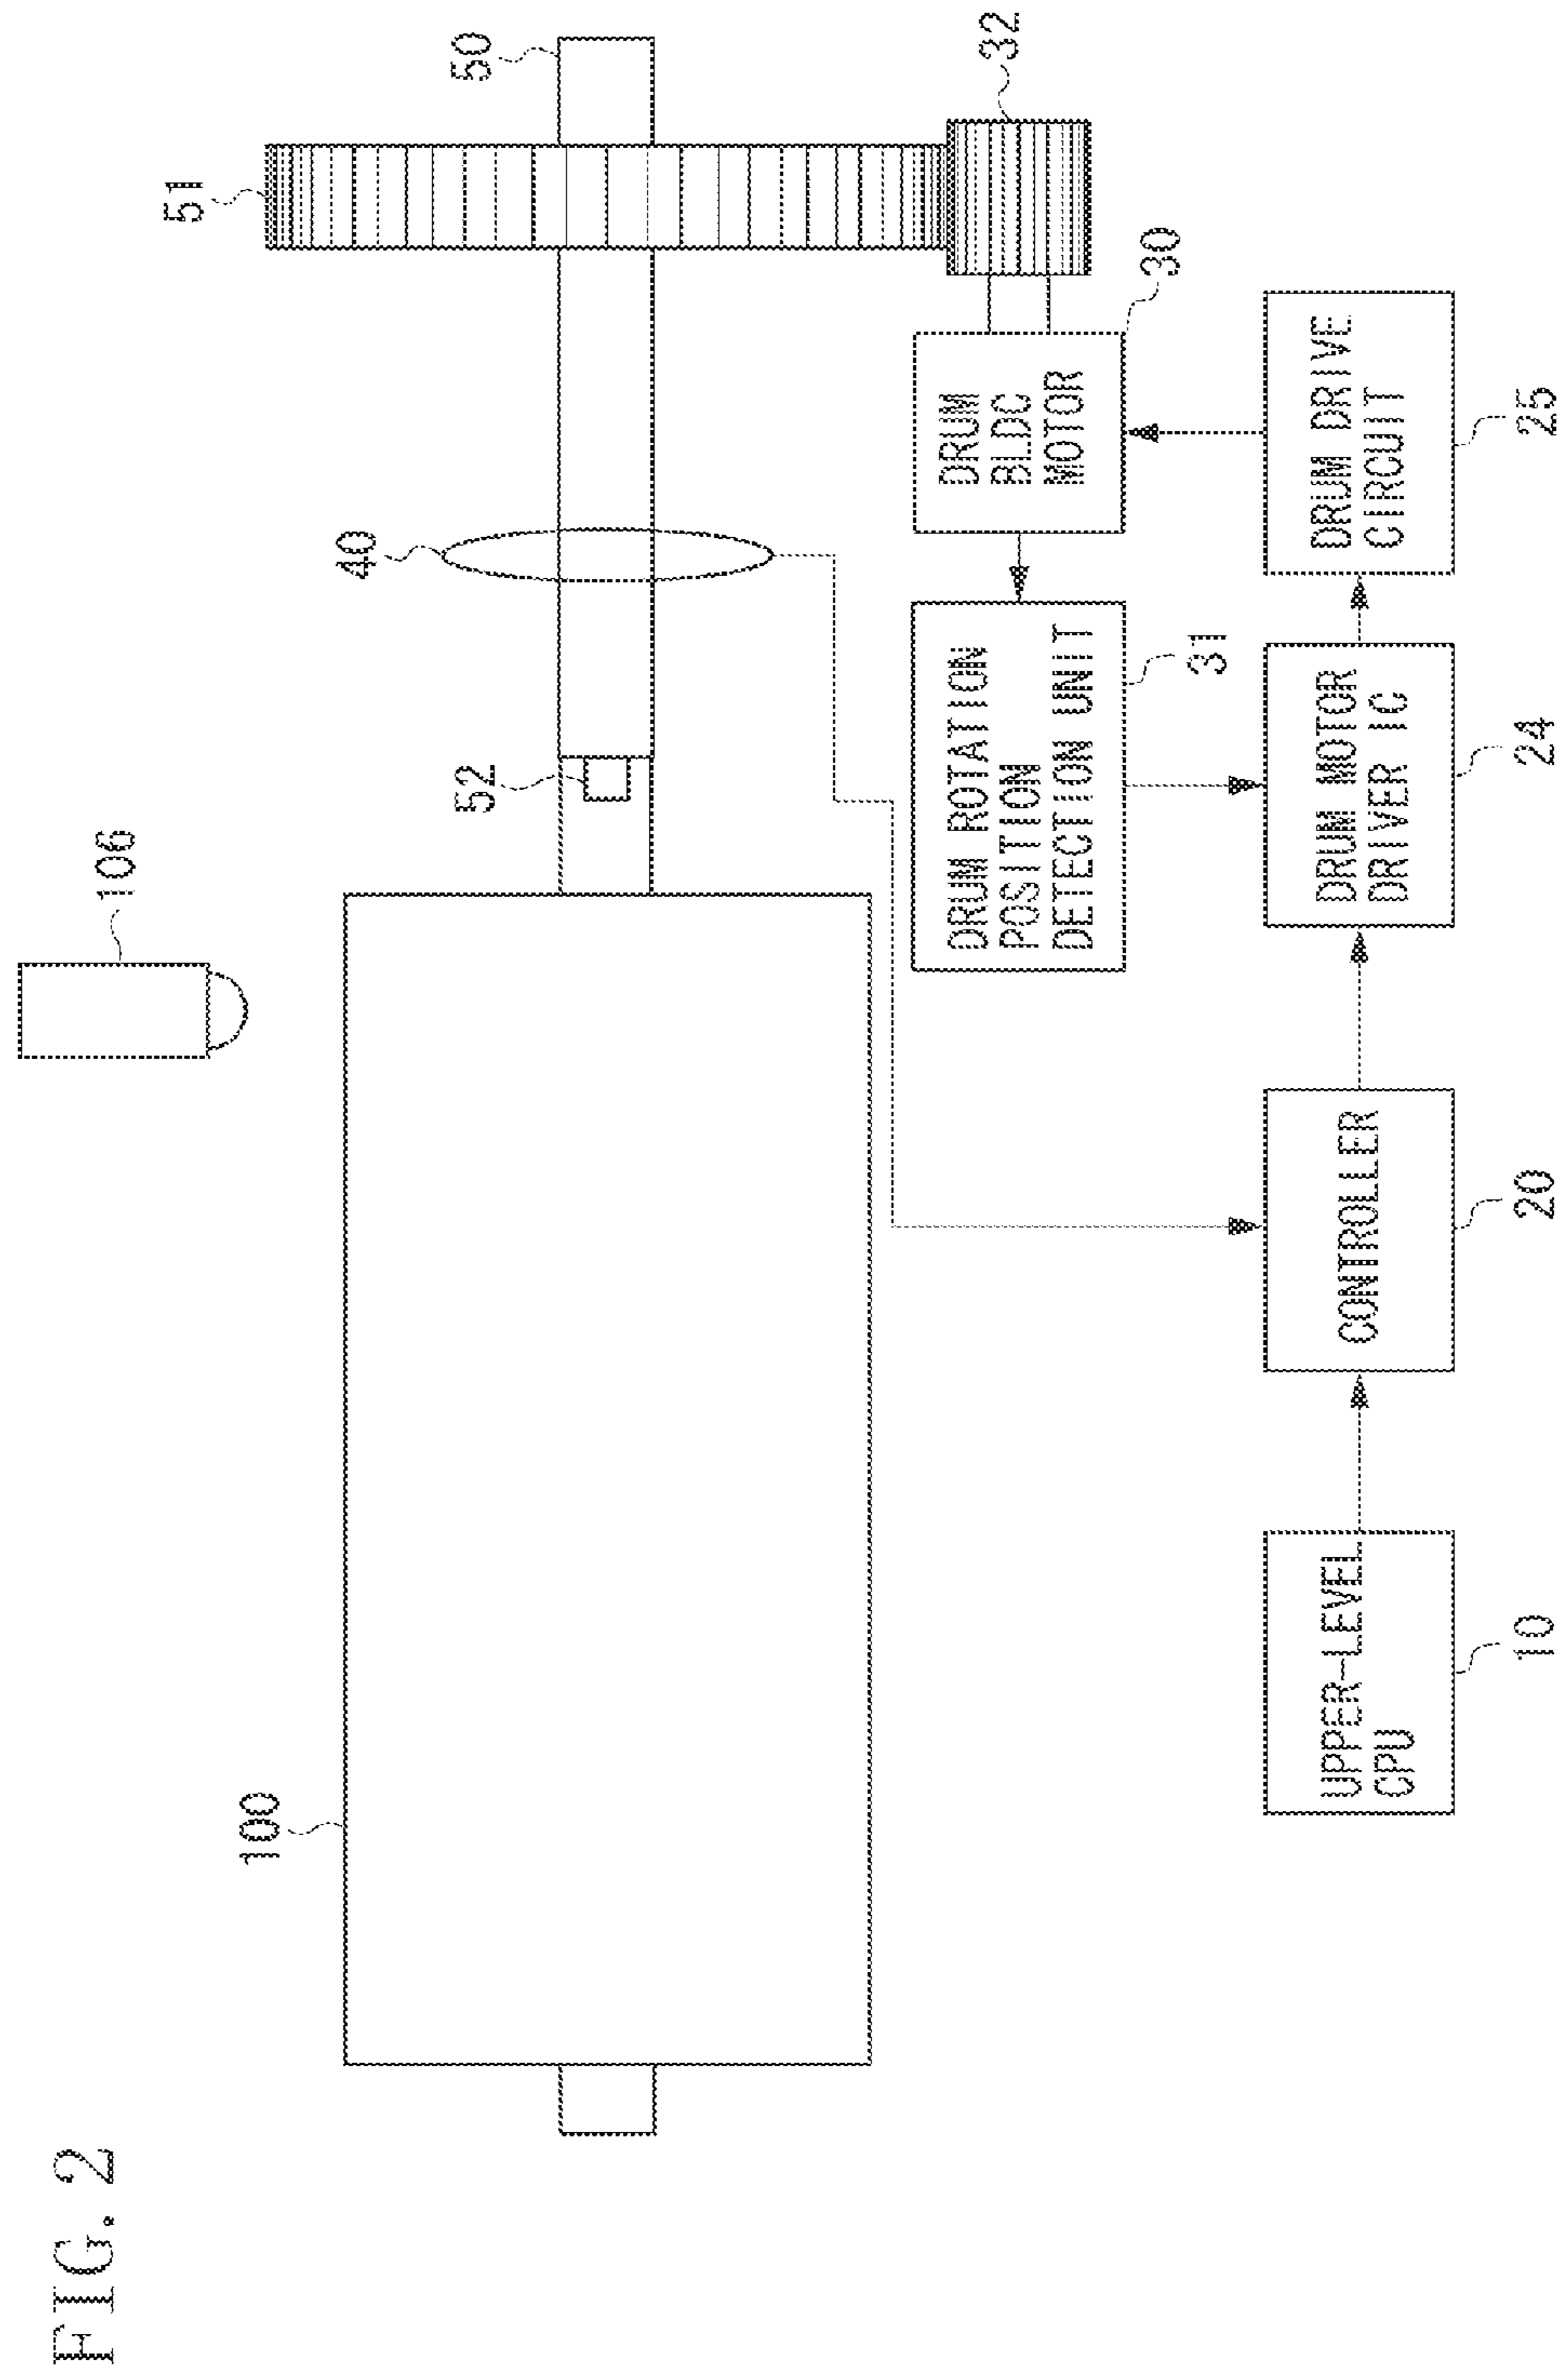 FIG. 2
106
100
52
40
51
50
32
30
DRUM
BLDC
MOTOR
DRUM ROTATION
POSITION
DETECTION UNIT
31
UPPER-LEVEL
CPU
10
CONTROLLER
20
DRUM MOTOR
DRIVER IC
24
DRUM DRIVE
CIRCUIT
25